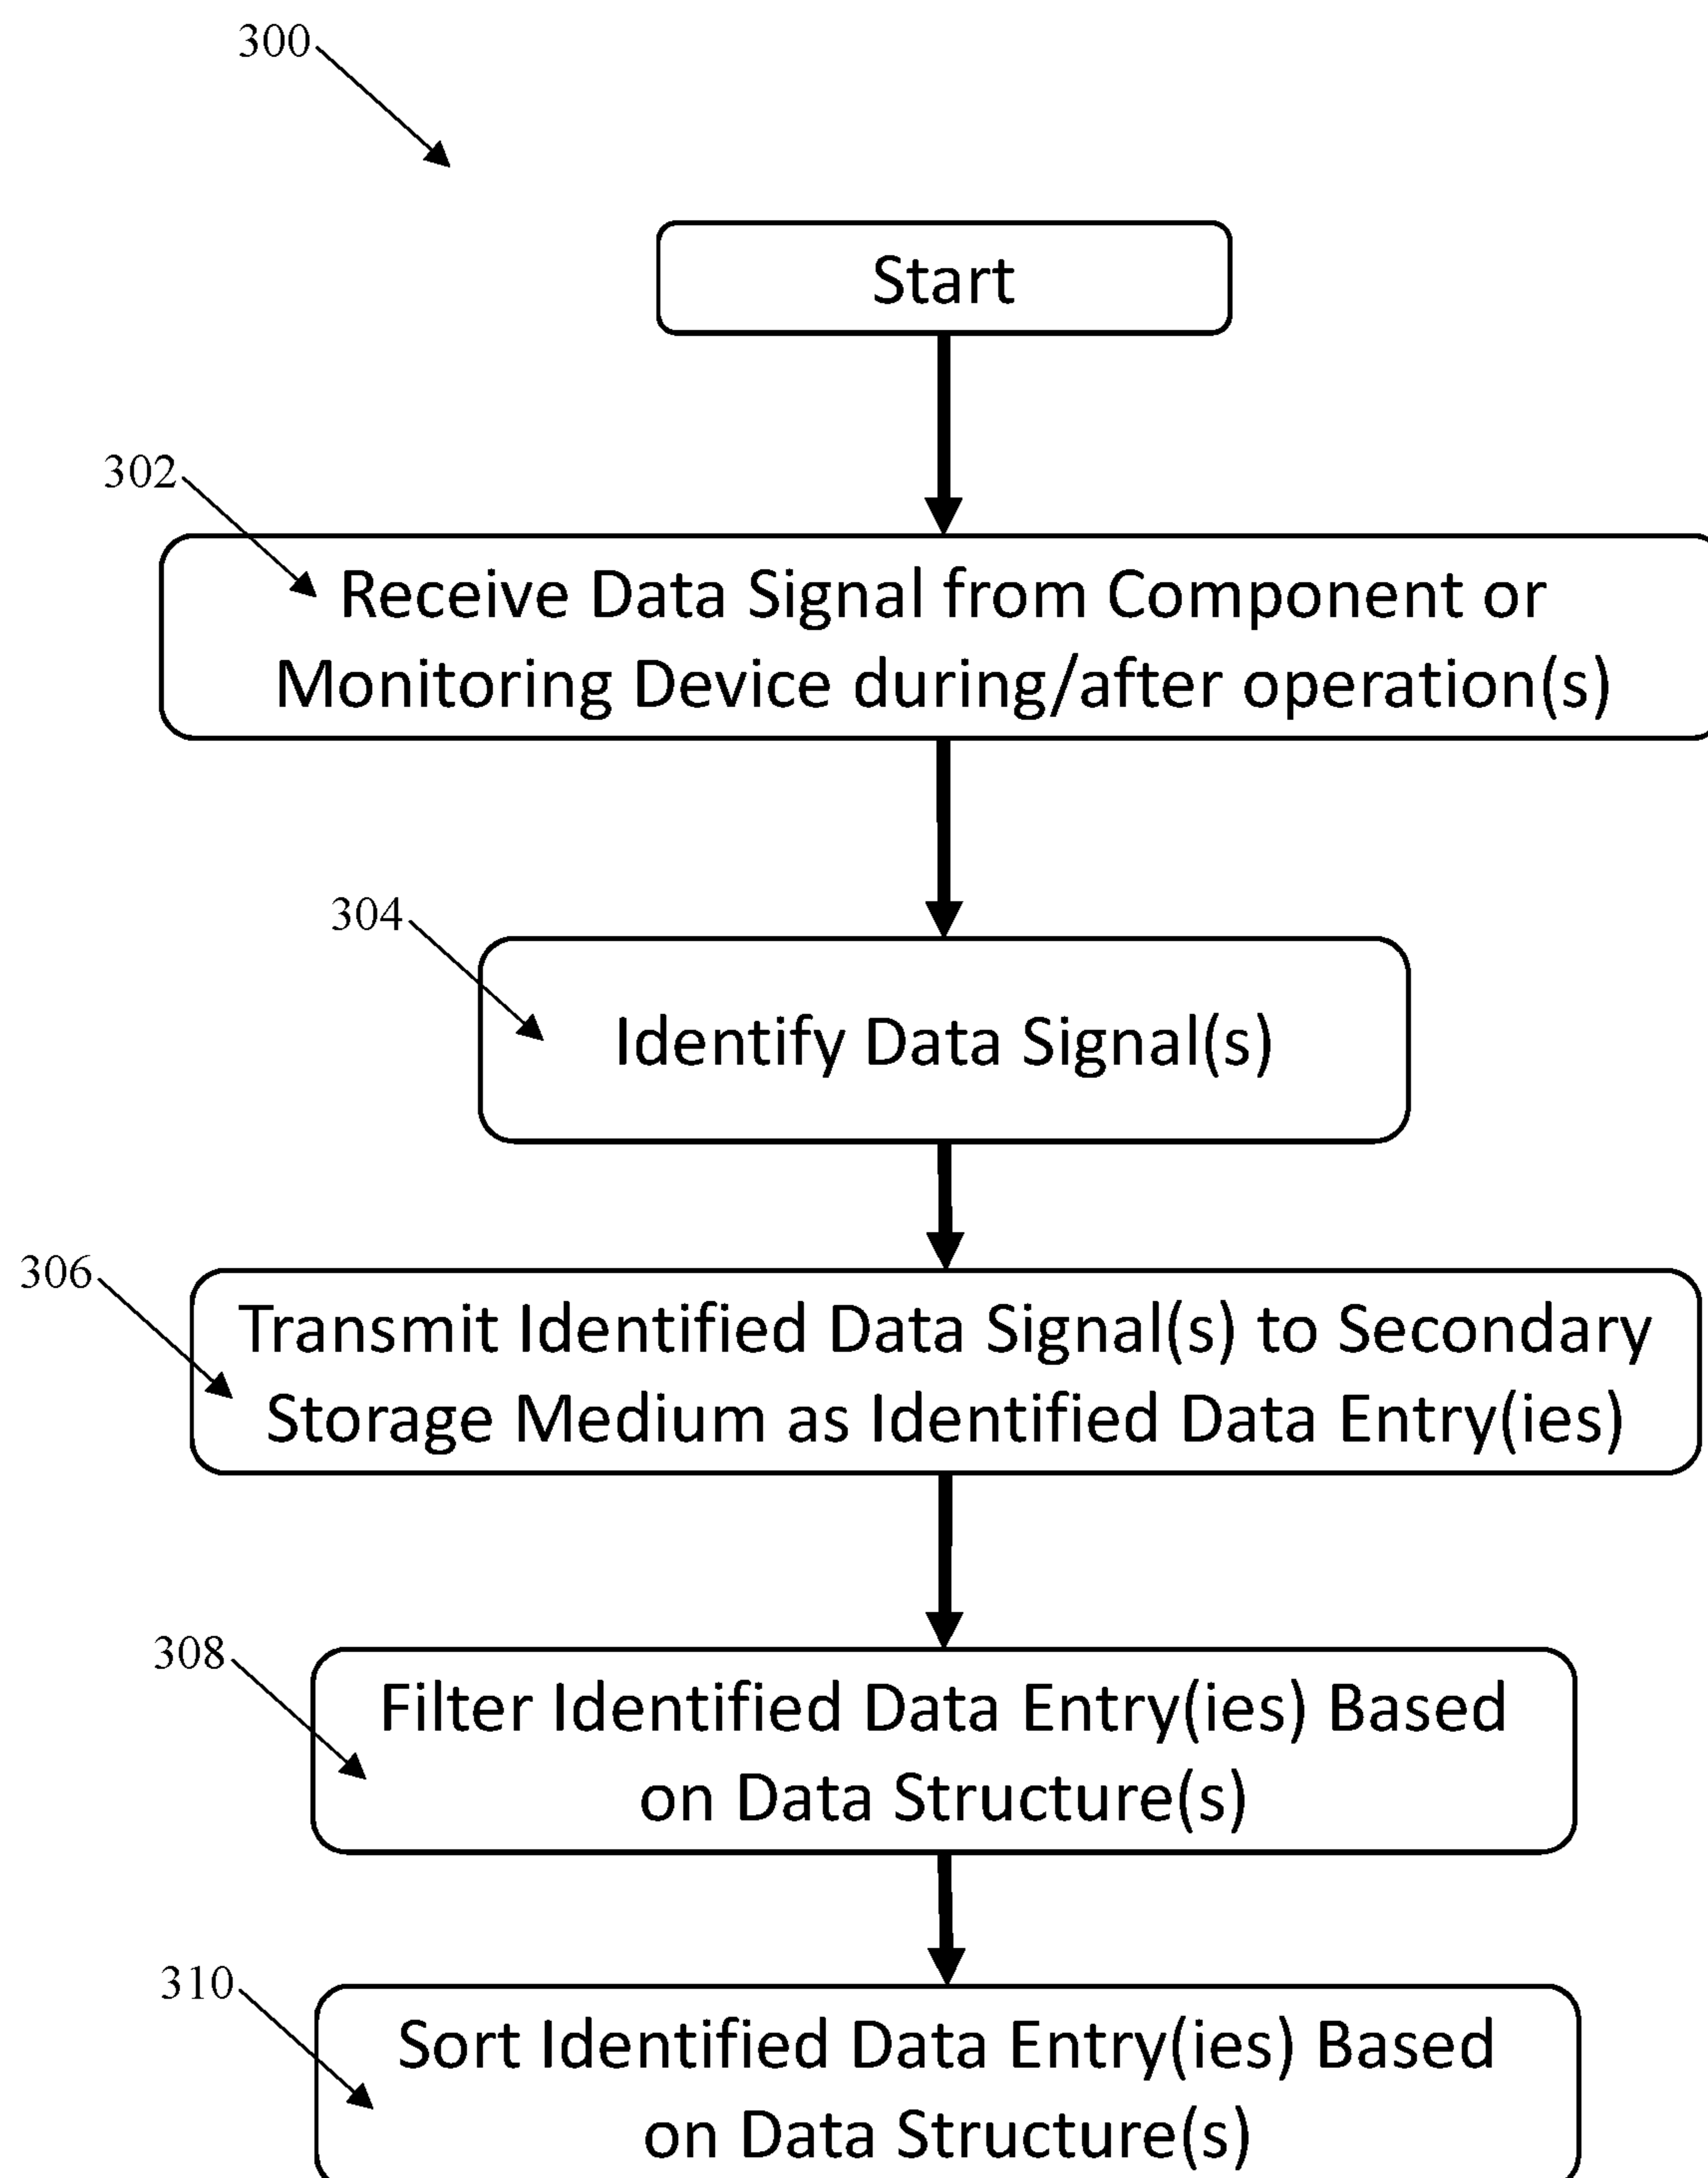 300
Start
302
Receive Data Signal from Component or
Monitoring Device during/after operation(s)
304
Identify Data Signal(s)
306
Transmit Identified Data Signal(s) to Secondary
Storage Medium as Identified Data Entry(ies)
308
Filter Identified Data Entry(ies) Based
on Data Structure(s)
310
Sort Identified Data Entry(ies) Based
on Data Structure(s)